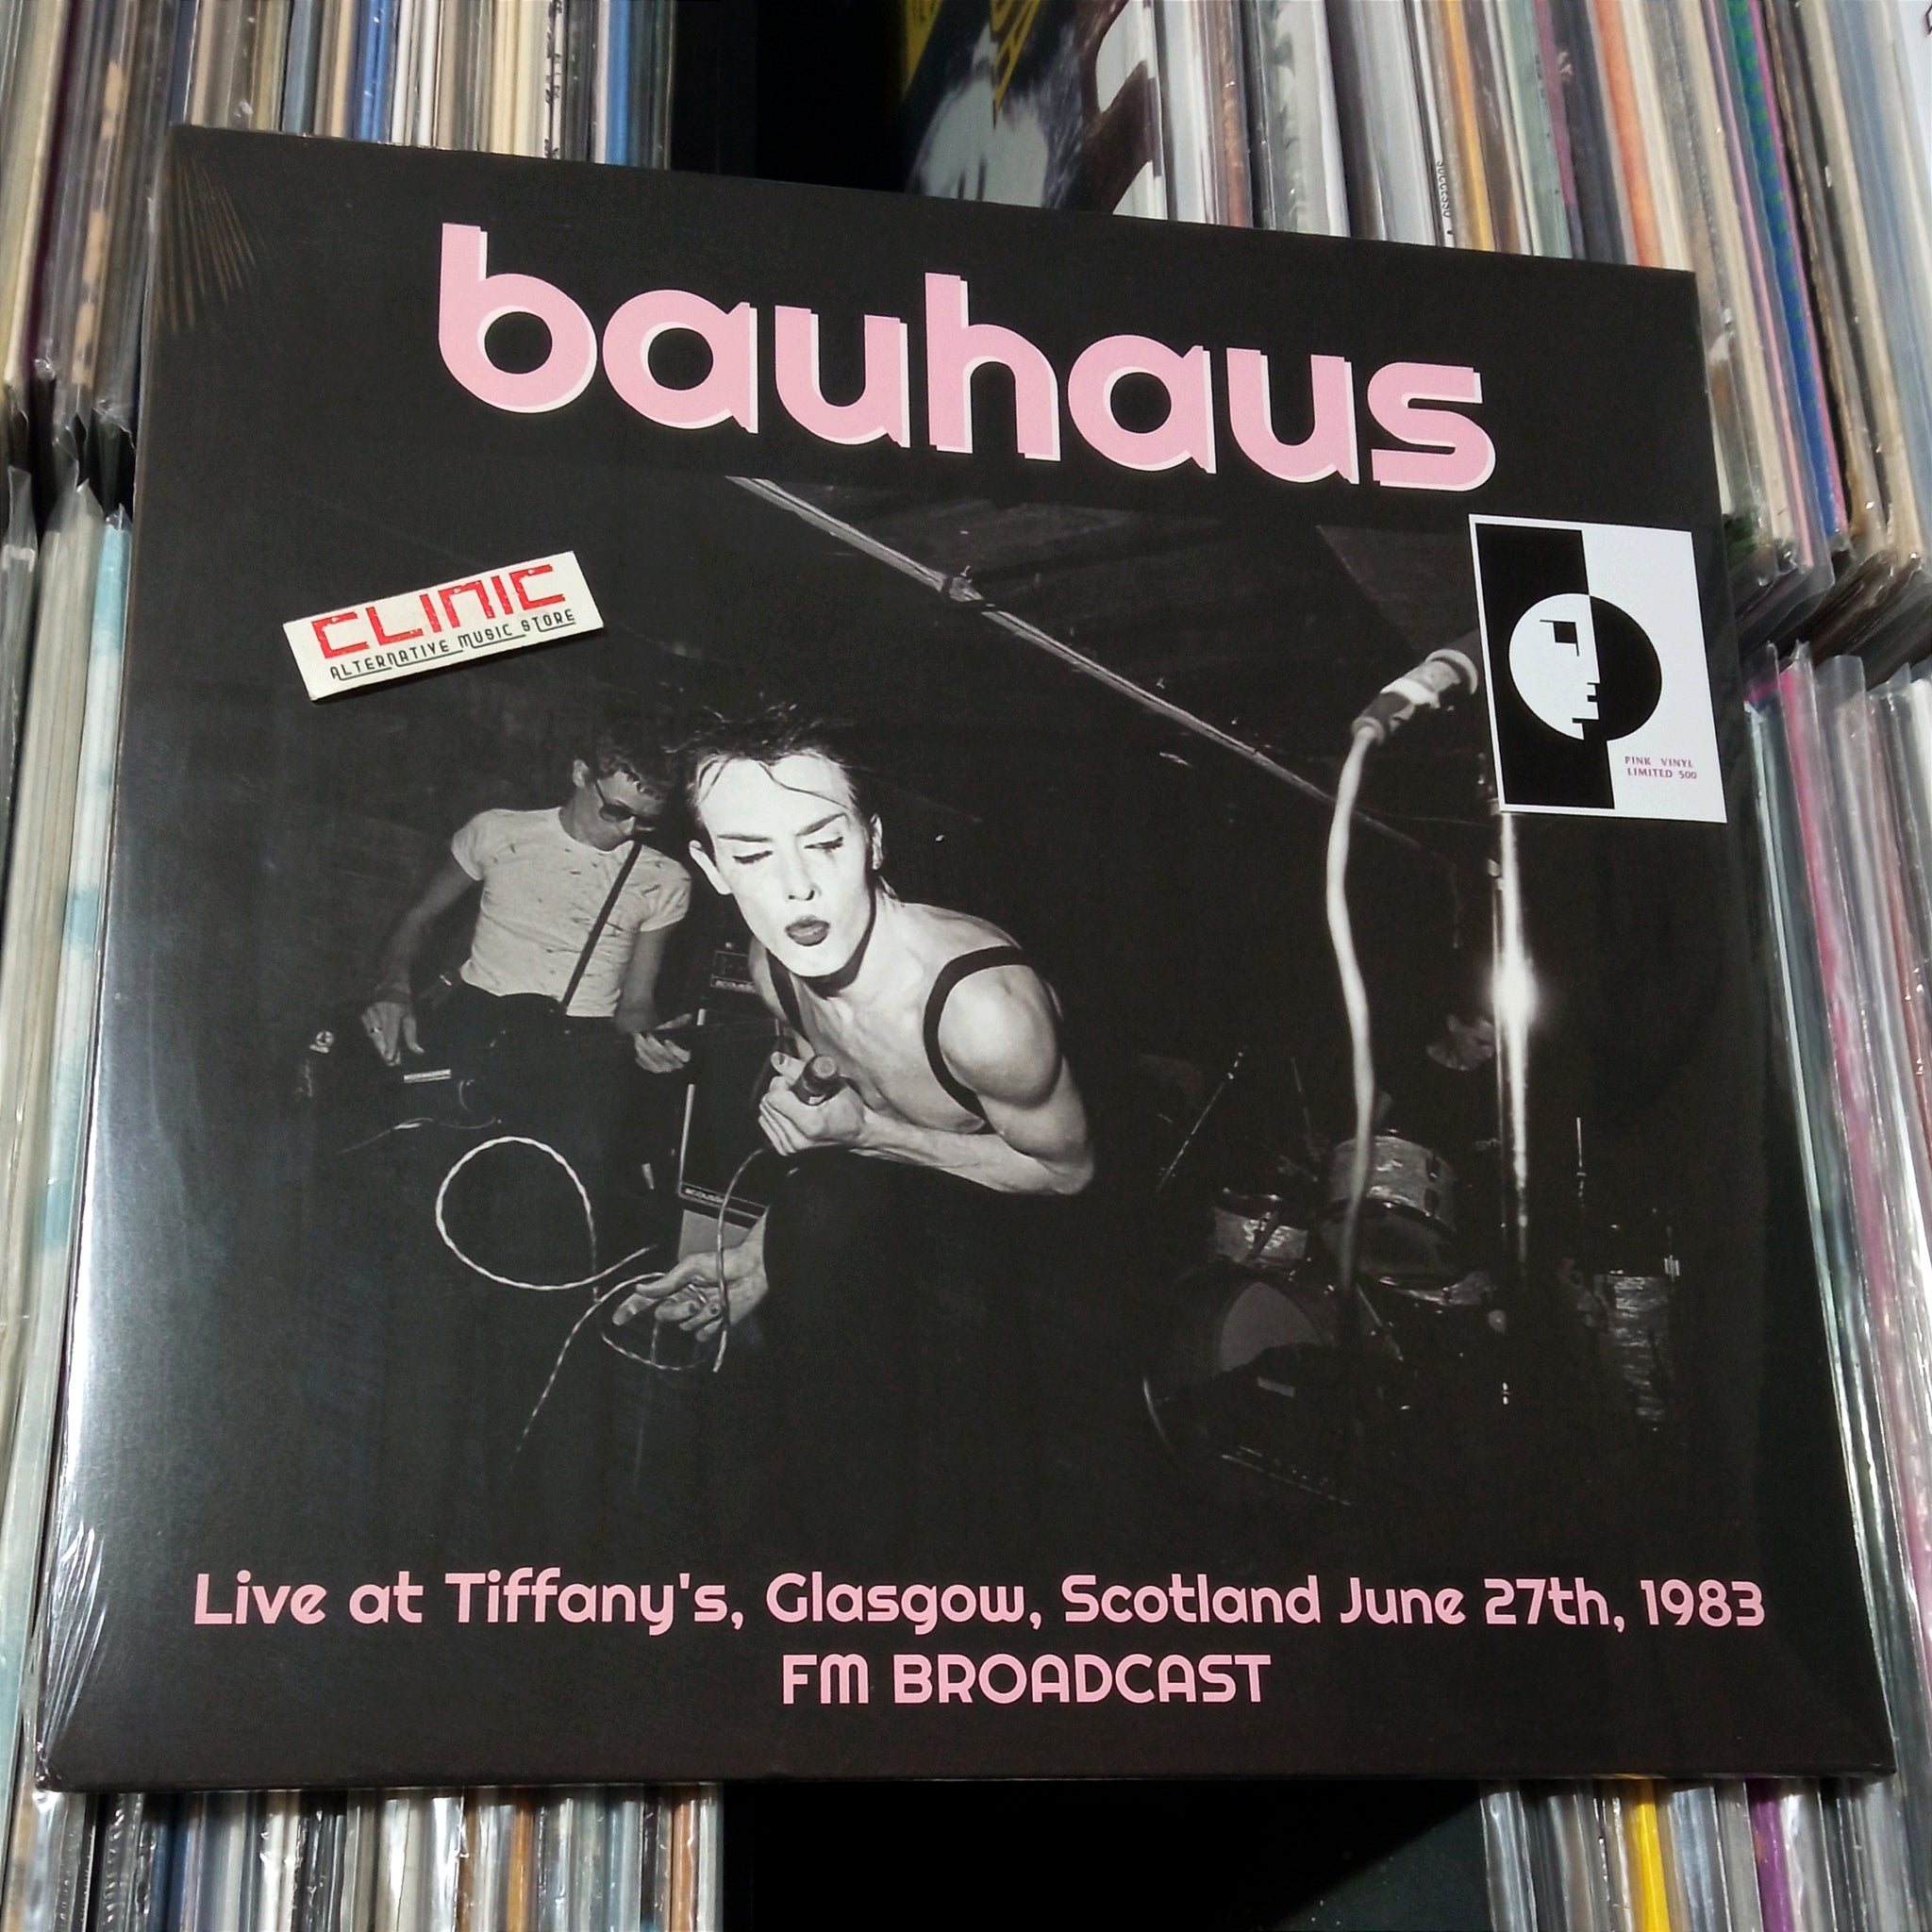 bauhaus
CLINIC
ALTERNATIVE MUSIC STORE
PINK VINYL
LIMITED 500
acoustic
Live at Tiffany's, Glasgow, Scotland June 27th, 1983
FM BROADCAST